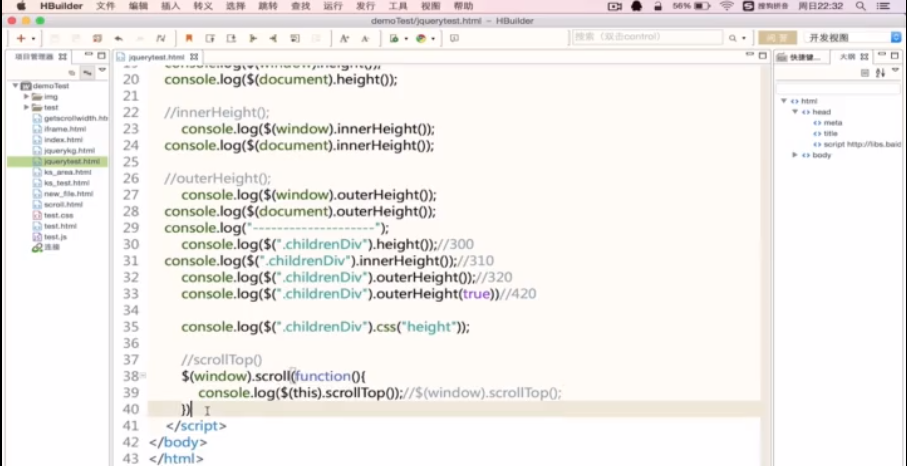 HBuilder 文件 编辑 插入 转义 选择 跳转 查找 运行 发行 工具 视图 帮助 56% 搜狗拼音 周日22:32
demoTest/jquerytest.html - HBuilder
搜索（双击control） 开发视图
项目管理器
jquerytest.html
快捷键... 大纲
demoTest
img
test
getscrollwidth.htm
iframe.html
index.html
jquerykg.html
jquerytest.html
ks_area.html
ks_test.html
new_file.html
scroll.html
test.css
test.html
test.js
连接
20 console.log($(document).height());
21
22 //innerHeight();
23 console.log($(window).innerHeight());
24 console.log($(document).innerHeight());
25
26 //outerHeight();
27 console.log($(window).outerHeight());
28 console.log($(document).outerHeight());
29 console.log("--------------------");
30 console.log($(".childrenDiv").height());//300
31 console.log($(".childrenDiv").innerHeight());//310
32 console.log($(".childrenDiv").outerHeight());//320
33 console.log($(".childrenDiv").outerHeight(true))//420
34
35 console.log($(".childrenDiv").css("height"));
36
37 //scrollTop()
38 $(window).scroll(function(){
39 console.log($(this).scrollTop());//$(window).scrollTop();
40 })
41 </script>
42 </body>
43 </html>
html
head
meta
title
script http://libs.baid
body